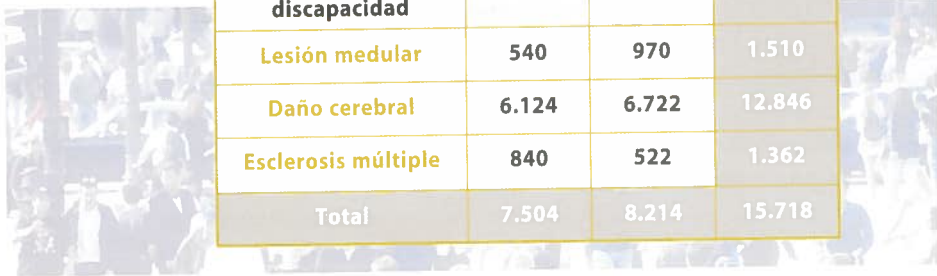 discapacidad
Lesión medular 540 970 1.510
Daño cerebral 6.124 6.722 12.846
Esclerosis múltiple 840 522 1.362
Total 7.504 8.214 15.718